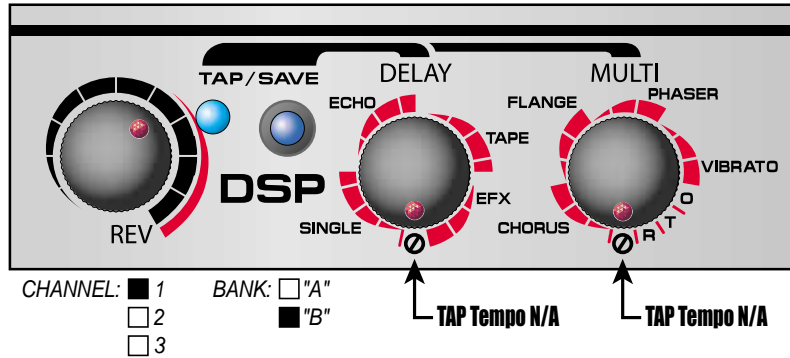 TAP/SAVE
DELAY
MULTI
ECHO
TAPE
FLANGE
PHASER
VIBRATO
DSP
EFX
SINGLE
CHORUS
R T O
REV
CHANNEL: 1
2
3
BANK: "A"
"B"
TAP Tempo N/A
TAP Tempo N/A